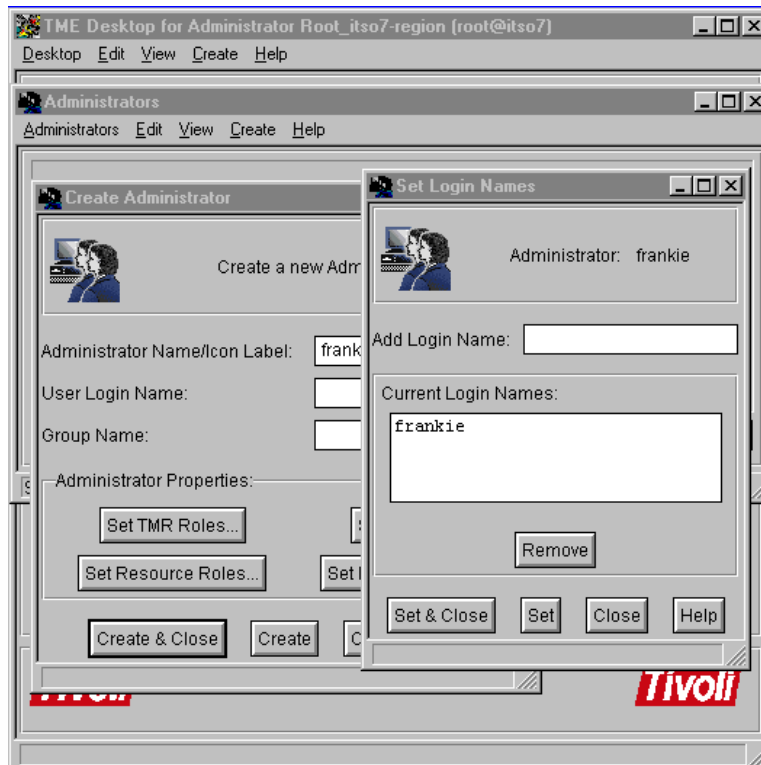 TME Desktop for Administrator Root_itso7-region (root@itso7)
Desktop Edit View Create Help
Administrators
Administrators Edit View Create Help
Create Administrator
Create a new Adm
Administrator Name/Icon Label: frank
User Login Name:
Group Name:
Administrator Properties:
Set TMR Roles...
Set Resource Roles...
Set
Create & Close
Create
Set Login Names
Administrator: frankie
Add Login Name:
Current Login Names:
frankie
Remove
Set & Close
Set
Close
Help
Tivoli
Tivoli